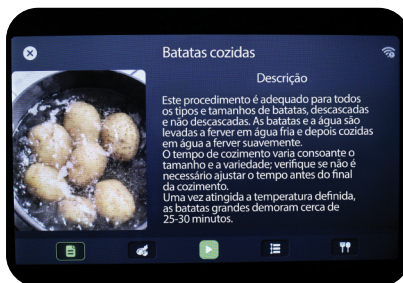 Batatas cozidas
Descrição
Este procedimento é adequado para todos
os tipos e tamanhos de batatas, descascadas
e não descascadas. As batatas e a água são
levadas a ferver em água fria e depois cozidas
em água a ferver suavemente.
O tempo de cozimento varia consoante o
tamanho e a variedade; verifique se não é
necessário ajustar o tempo antes do final
da cozimento.
Uma vez atingida a temperatura definida,
as batatas grandes demoram cerca de
25-30 minutos.